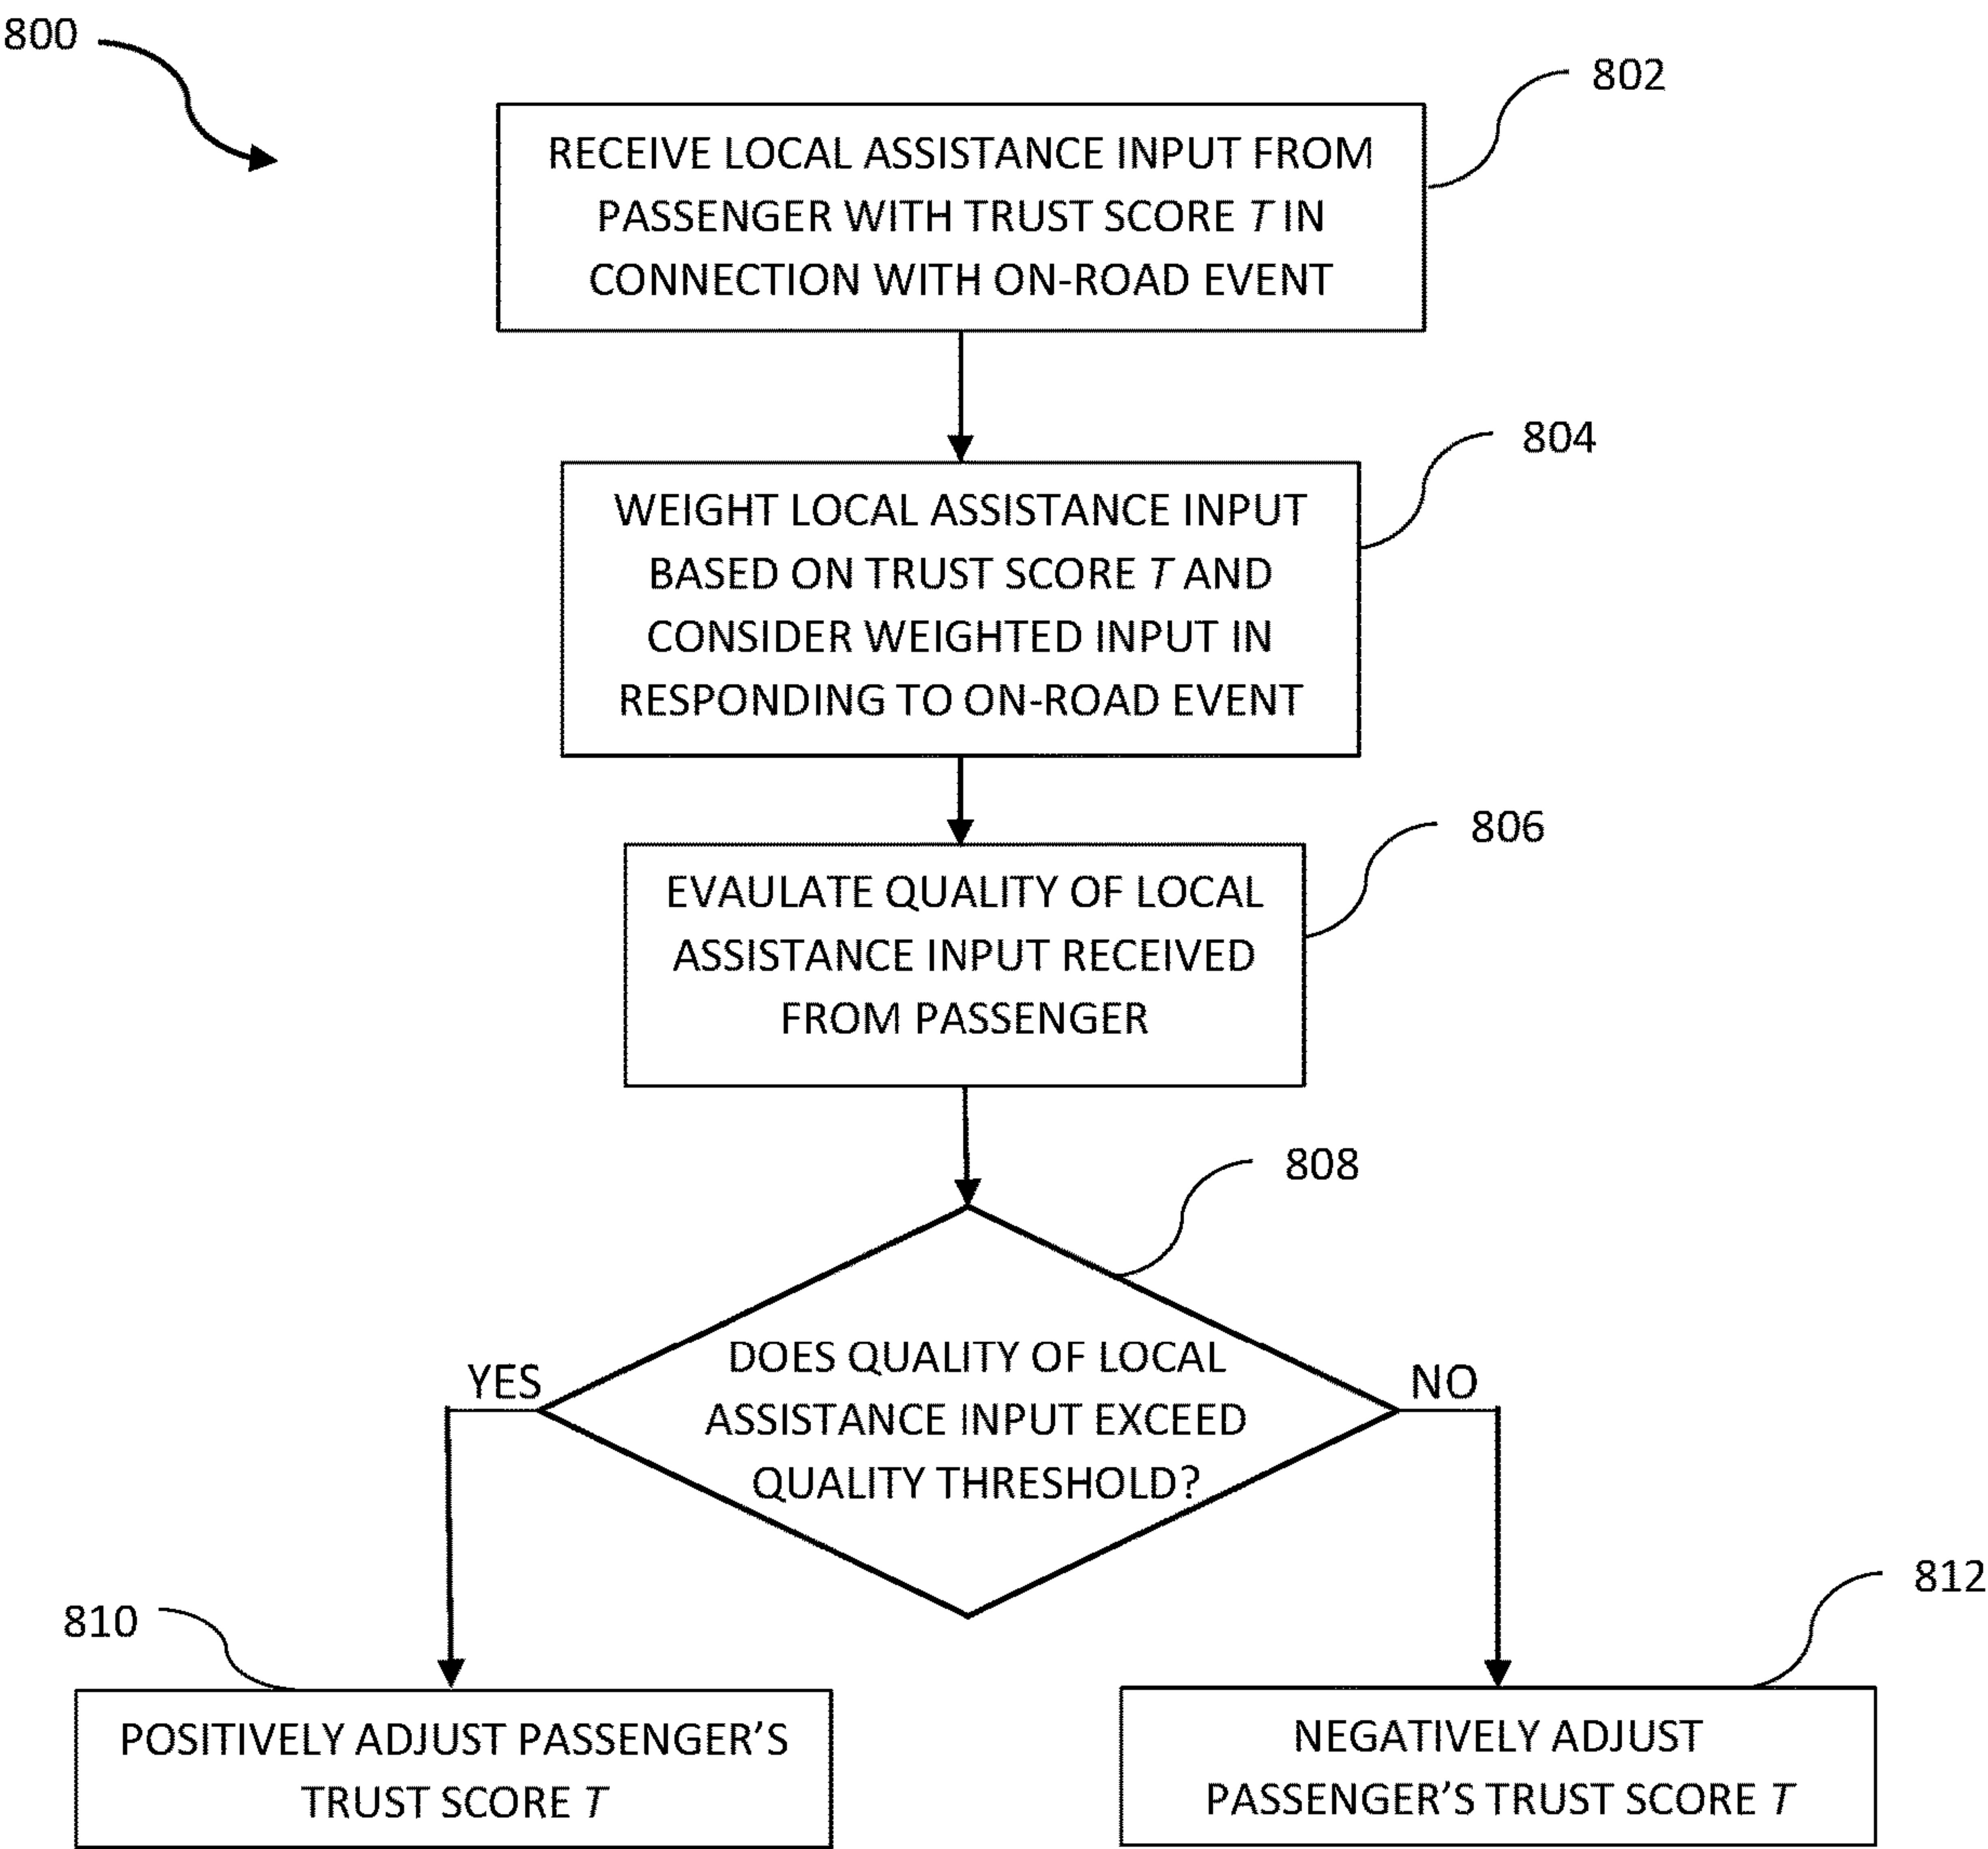 800
802
RECEIVE LOCAL ASSISTANCE INPUT FROM
PASSENGER WITH TRUST SCORE T IN
CONNECTION WITH ON-ROAD EVENT
804
WEIGHT LOCAL ASSISTANCE INPUT
BASED ON TRUST SCORE T AND
CONSIDER WEIGHTED INPUT IN
RESPONDING TO ON-ROAD EVENT
806
EVAULATE QUALITY OF LOCAL
ASSISTANCE INPUT RECEIVED
FROM PASSENGER
808
DOES QUALITY OF LOCAL
ASSISTANCE INPUT EXCEED
QUALITY THRESHOLD?
YES
NO
810
POSITIVELY ADJUST PASSENGER’S
TRUST SCORE T
812
NEGATIVELY ADJUST
PASSENGER’S TRUST SCORE T